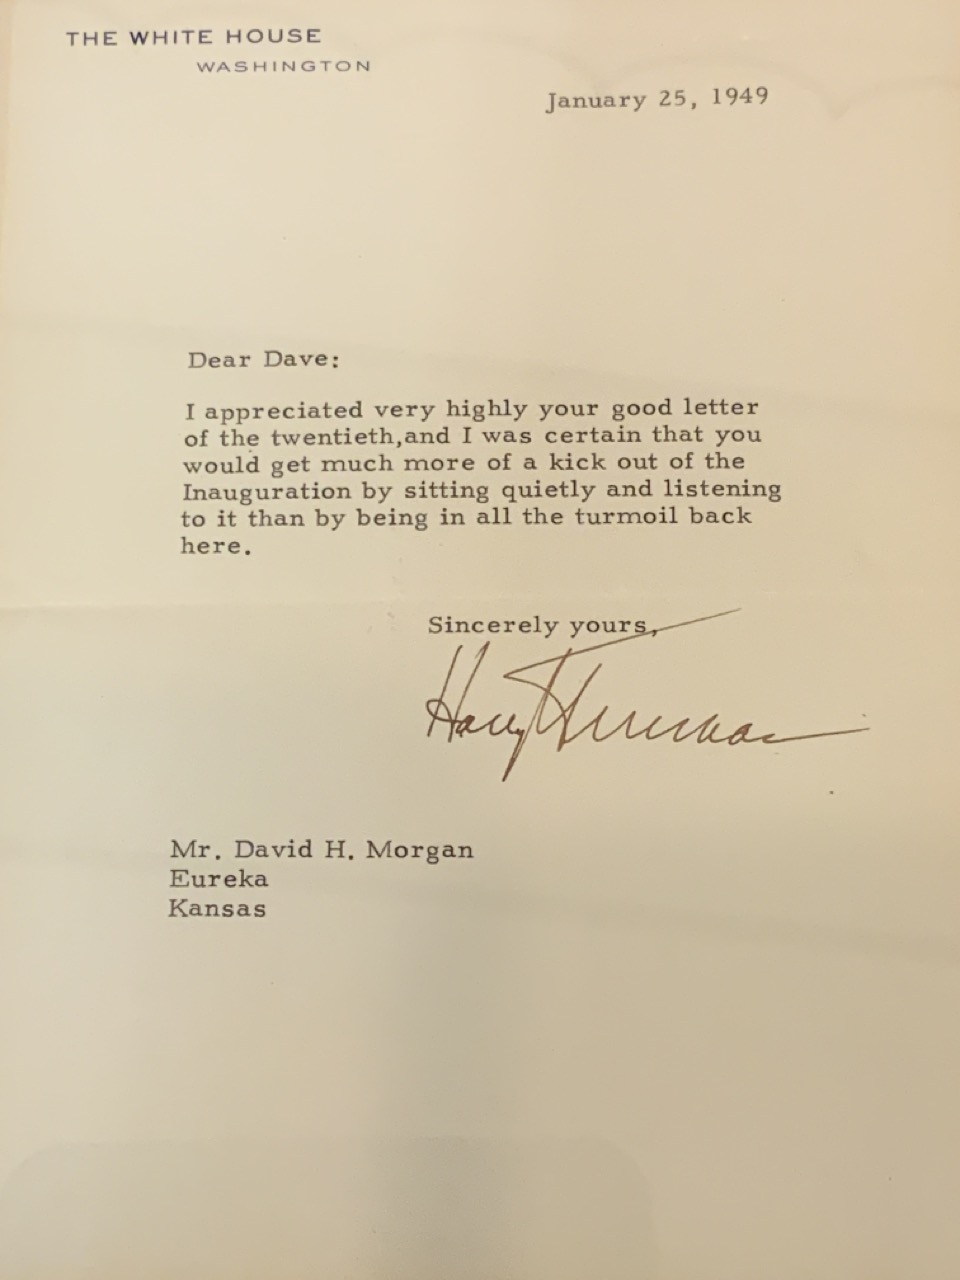 THE WHITE HOUSE
WASHINGTON
January 25, 1949
Dear Dave:
I appreciated very highly your good letter
of the twentieth,and I was certain that you
would get much more of a kick out of the
Inauguration by sitting quietly and listening
to it than by being in all the turmoil back
here.
Sincerely yours,
Harry Truman
Mr. David H. Morgan
Eureka
Kansas